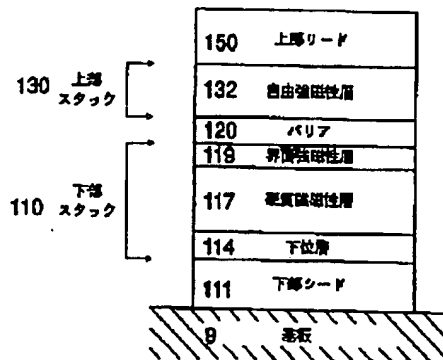 150 上部リード
130 上部スタック
132 自由強磁性層
120 バリア
119 界面強磁性層
110 下部スタック
117 硬質強磁性層
114 下位層
111 下部シード
9 基板